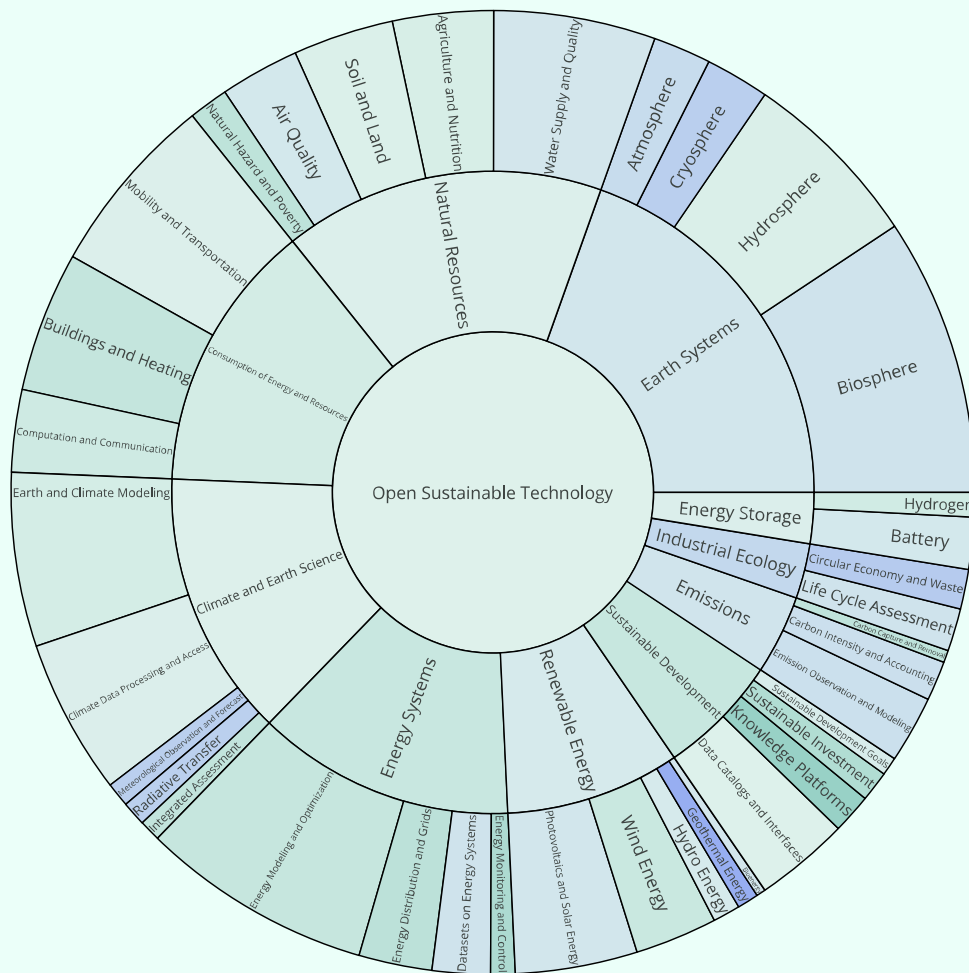 Open Sustainable Technology
Earth Systems
Biosphere
Hydrosphere
Cryosphere
Atmosphere
Natural Resources
Water Supply and Quality
Agriculture and Nutrition
Soil and Land
Air Quality
Natural Hazard and Poverty
Consumption of Energy and Resources
Mobility and Transportation
Buildings and Heating
Computation and Communication
Climate and Earth Science
Earth and Climate Modeling
Climate Data Processing and Access
Meteorological Observation and Forecast
Radiative Transfer
Integrated Assessment
Energy Systems
Energy Modeling and Optimization
Energy Distribution and Grids
Datasets on Energy Systems
Energy Monitoring and Control
Renewable Energy
Photovoltaics and Solar Energy
Wind Energy
Hydro Energy
Geothermal Energy
Bioenergy
Sustainable Development
Data Catalogs and Interfaces
Knowledge Platforms
Sustainable Investment
Sustainable Development Goals
Emissions
Emission Observation and Modeling
Carbon Intensity and Accounting
Carbon Capture and Removal
Industrial Ecology
Life Cycle Assessment
Circular Economy and Waste
Energy Storage
Battery
Hydrogen